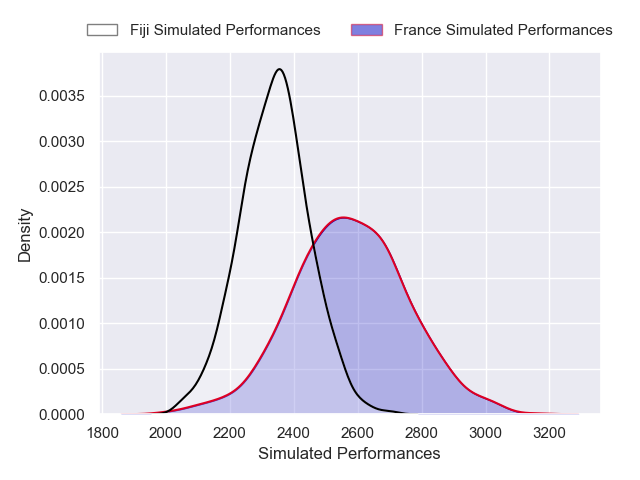 Fiji Simulated Performances France Simulated Performances
0.0035
0.0030
0.0025
0.0020
0.0015
0.0010
0.0005
0.0000
Density
1800 2000 2200 2400 2600 2800 3000 3200
Simulated Performances